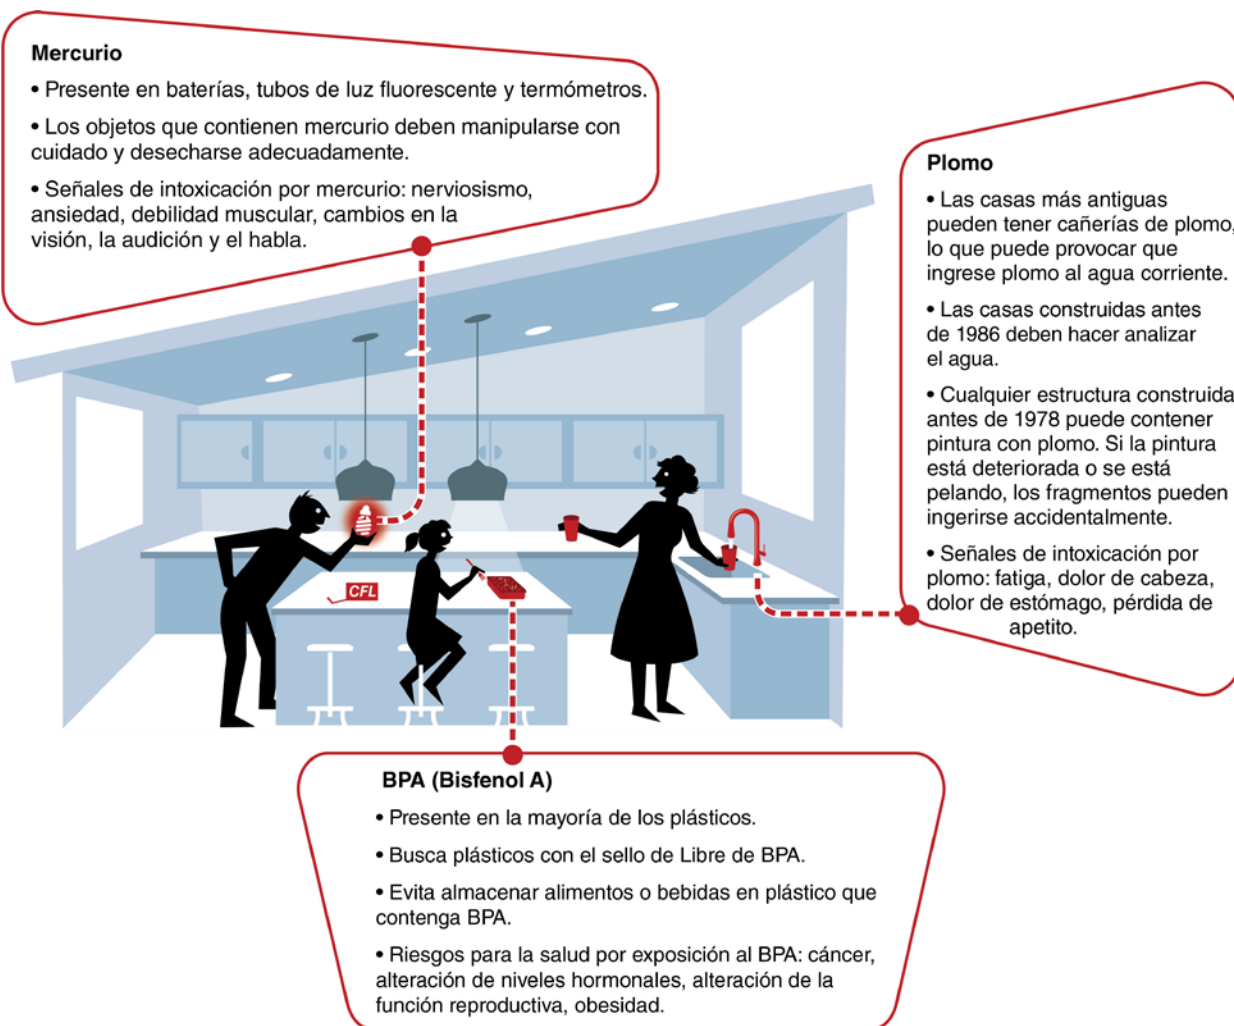 Mercurio
• Presente en baterías, tubos de luz fluorescente y termómetros.
• Los objetos que contienen mercurio deben manipularse con
cuidado y desecharse adecuadamente.
• Señales de intoxicación por mercurio: nerviosismo,
ansiedad, debilidad muscular, cambios en la
visión, la audición y el habla.
Plomo
• Las casas más antiguas
pueden tener cañerías de plomo,
lo que puede provocar que
ingrese plomo al agua corriente.
• Las casas construidas antes
de 1986 deben hacer analizar
el agua.
• Cualquier estructura construida
antes de 1978 puede contener
pintura con plomo. Si la pintura
está deteriorada o se está
pelando, los fragmentos pueden
ingerirse accidentalmente.
• Señales de intoxicación por
plomo: fatiga, dolor de cabeza,
dolor de estómago, pérdida de
apetito.
CFL
BPA (Bisfenol A)
• Presente en la mayoría de los plásticos.
• Busca plásticos con el sello de Libre de BPA.
• Evita almacenar alimentos o bebidas en plástico que
contenga BPA.
• Riesgos para la salud por exposición al BPA: cáncer,
alteración de niveles hormonales, alteración de la
función reproductiva, obesidad.